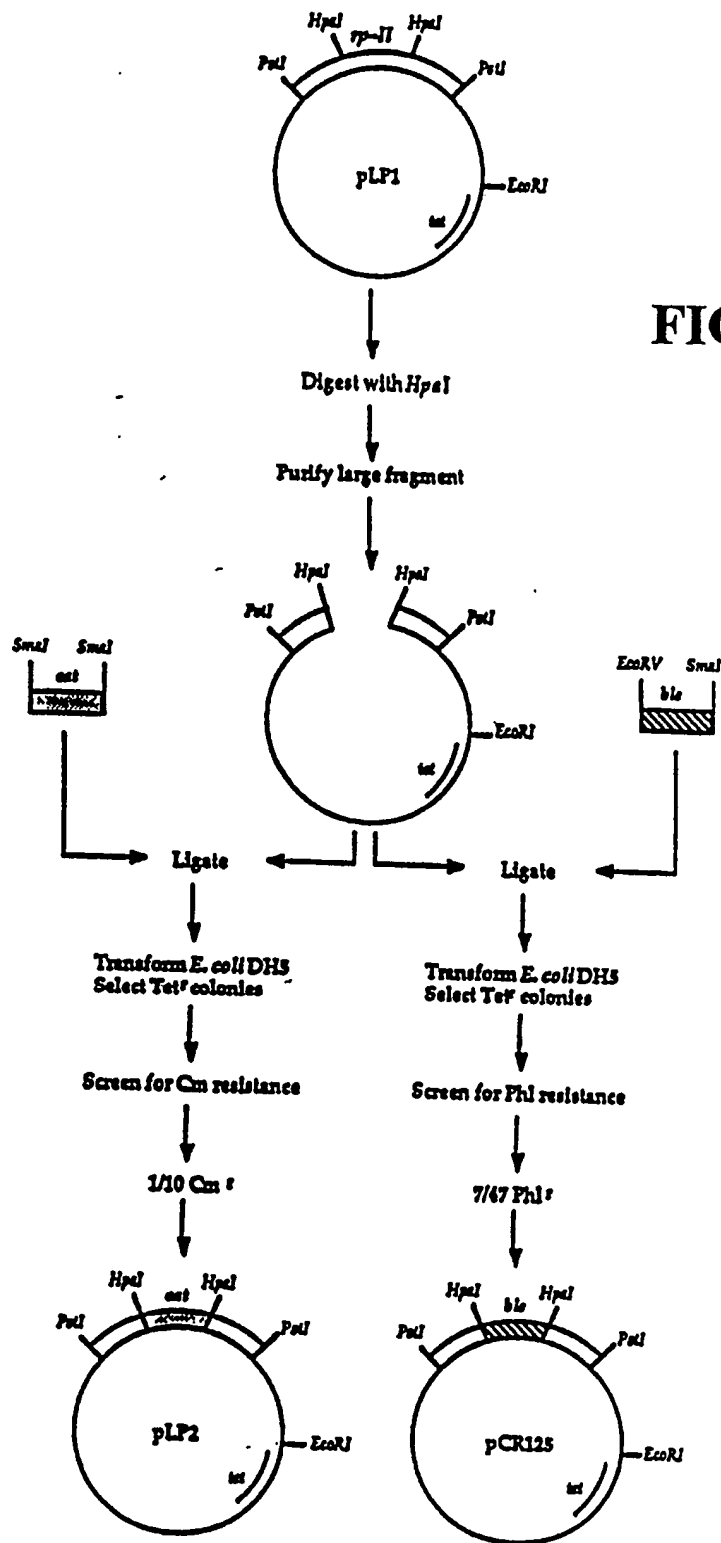 HpaI HpaI
rp-II
PstI PstI
pLP1
EcoRI
tet
FIG
Digest with HpaI
Purify large fragment
HpaI HpaI
PstI PstI
SmaI SmaI
cat
EcoRV SmaI
ble
EcoRI
tet
Ligate
Ligate
Transform E. coli DH5
Select Tetr colonies
Transform E. coli DH5
Select Tetr colonies
Screen for Cm resistance
Screen for Phl resistance
1/10 Cm r
7/47 Phl r
HpaI cat HpaI
HpaI ble HpaI
PstI PstI
PstI PstI
pLP2
EcoRI
tet
pCR125
EcoRI
tet